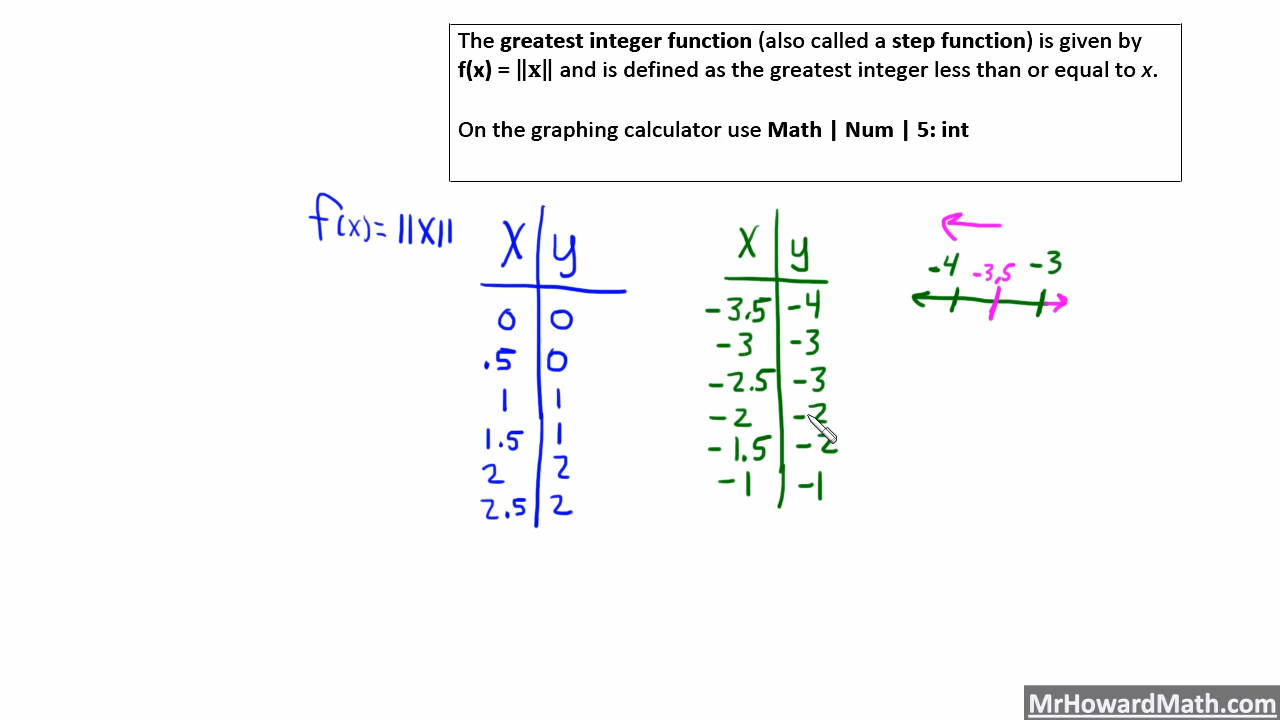 The greatest integer function (also called a step function) is given by
f(x) = ||x|| and is defined as the greatest integer less than or equal to x.
On the graphing calculator use Math | Num | 5: int
f(x)= ||x||
x y
0 0
.5 0
1 1
1.5 1
2 2
2.5 2
x y
-3.5 -4
-3 -3
-2.5 -3
-2 -2
-1.5 -2
-1 -1
-4 -3.5 -3
MrHowardMath.com